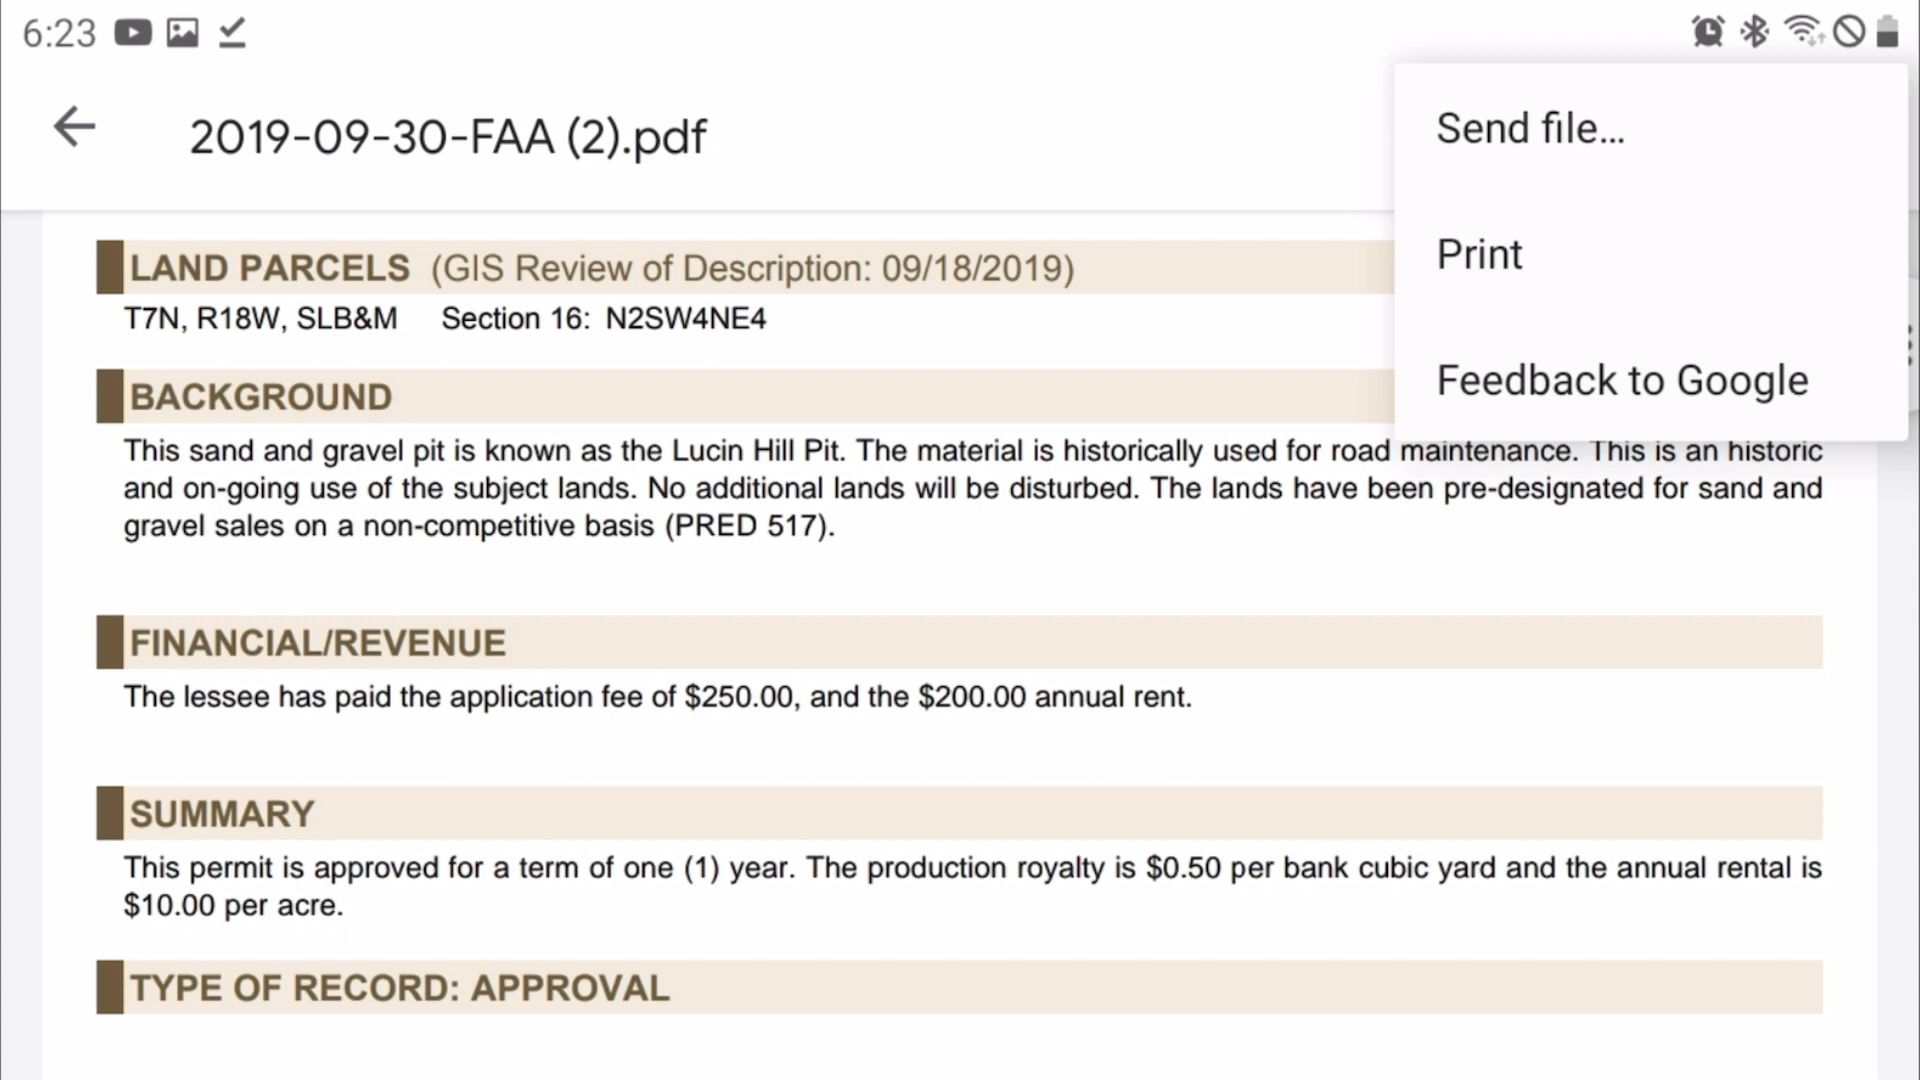 6:23
2019-09-30-FAA (2).pdf
Send file...
Print
Feedback to Google
LAND PARCELS (GIS Review of Description: 09/18/2019)
T7N, R18W, SLB&M Section 16: N2SW4NE4
BACKGROUND
This sand and gravel pit is known as the Lucin Hill Pit. The material is historically used for road maintenance. This is an historic
and on-going use of the subject lands. No additional lands will be disturbed. The lands have been pre-designated for sand and
gravel sales on a non-competitive basis (PRED 517).
FINANCIAL/REVENUE
The lessee has paid the application fee of $250.00, and the $200.00 annual rent.
SUMMARY
This permit is approved for a term of one (1) year. The production royalty is $0.50 per bank cubic yard and the annual rental is
$10.00 per acre.
TYPE OF RECORD: APPROVAL